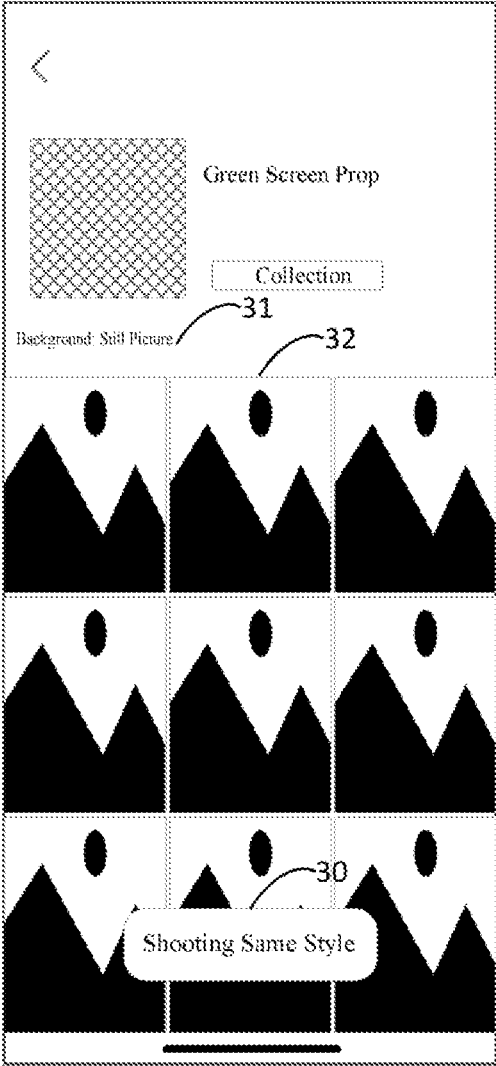 Green Screen Prop
Collection
31
Background: Still Picture
32
30
Shooting Same Style